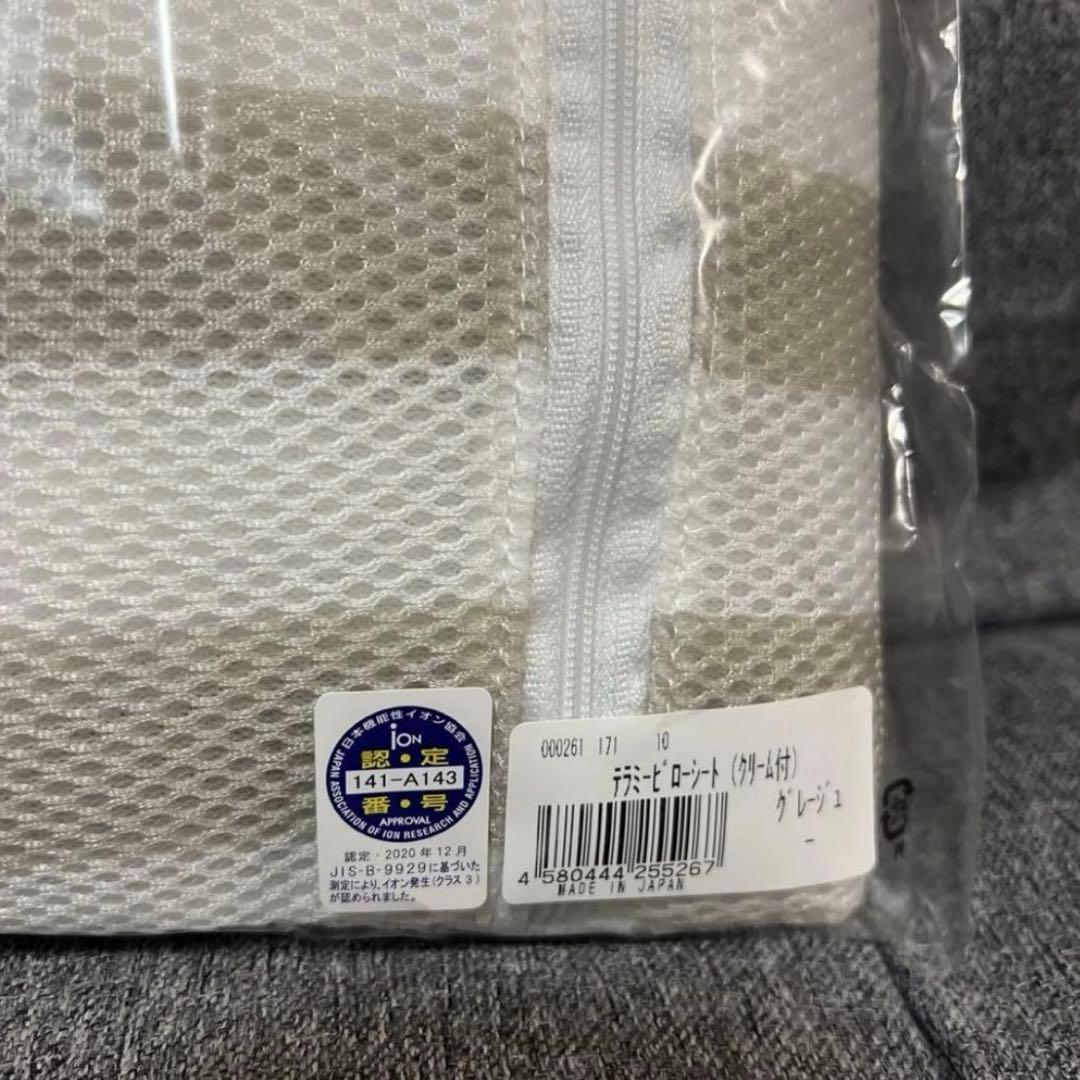 日本機能性イオン協会
iON
認・定
141-A143
番・号
APPROVAL
JAPAN ASSOCIATION OF ION RESEARCH AND APPLICATION
認定・2020年12月
JIS-B-9929に基づいた
測定により、イオン発生(クラス3)
が認められました。
000261 171 10
テラミーピローシート (クリーム付)
グレージュ
-
4 580444 255267
MADE IN JAPAN